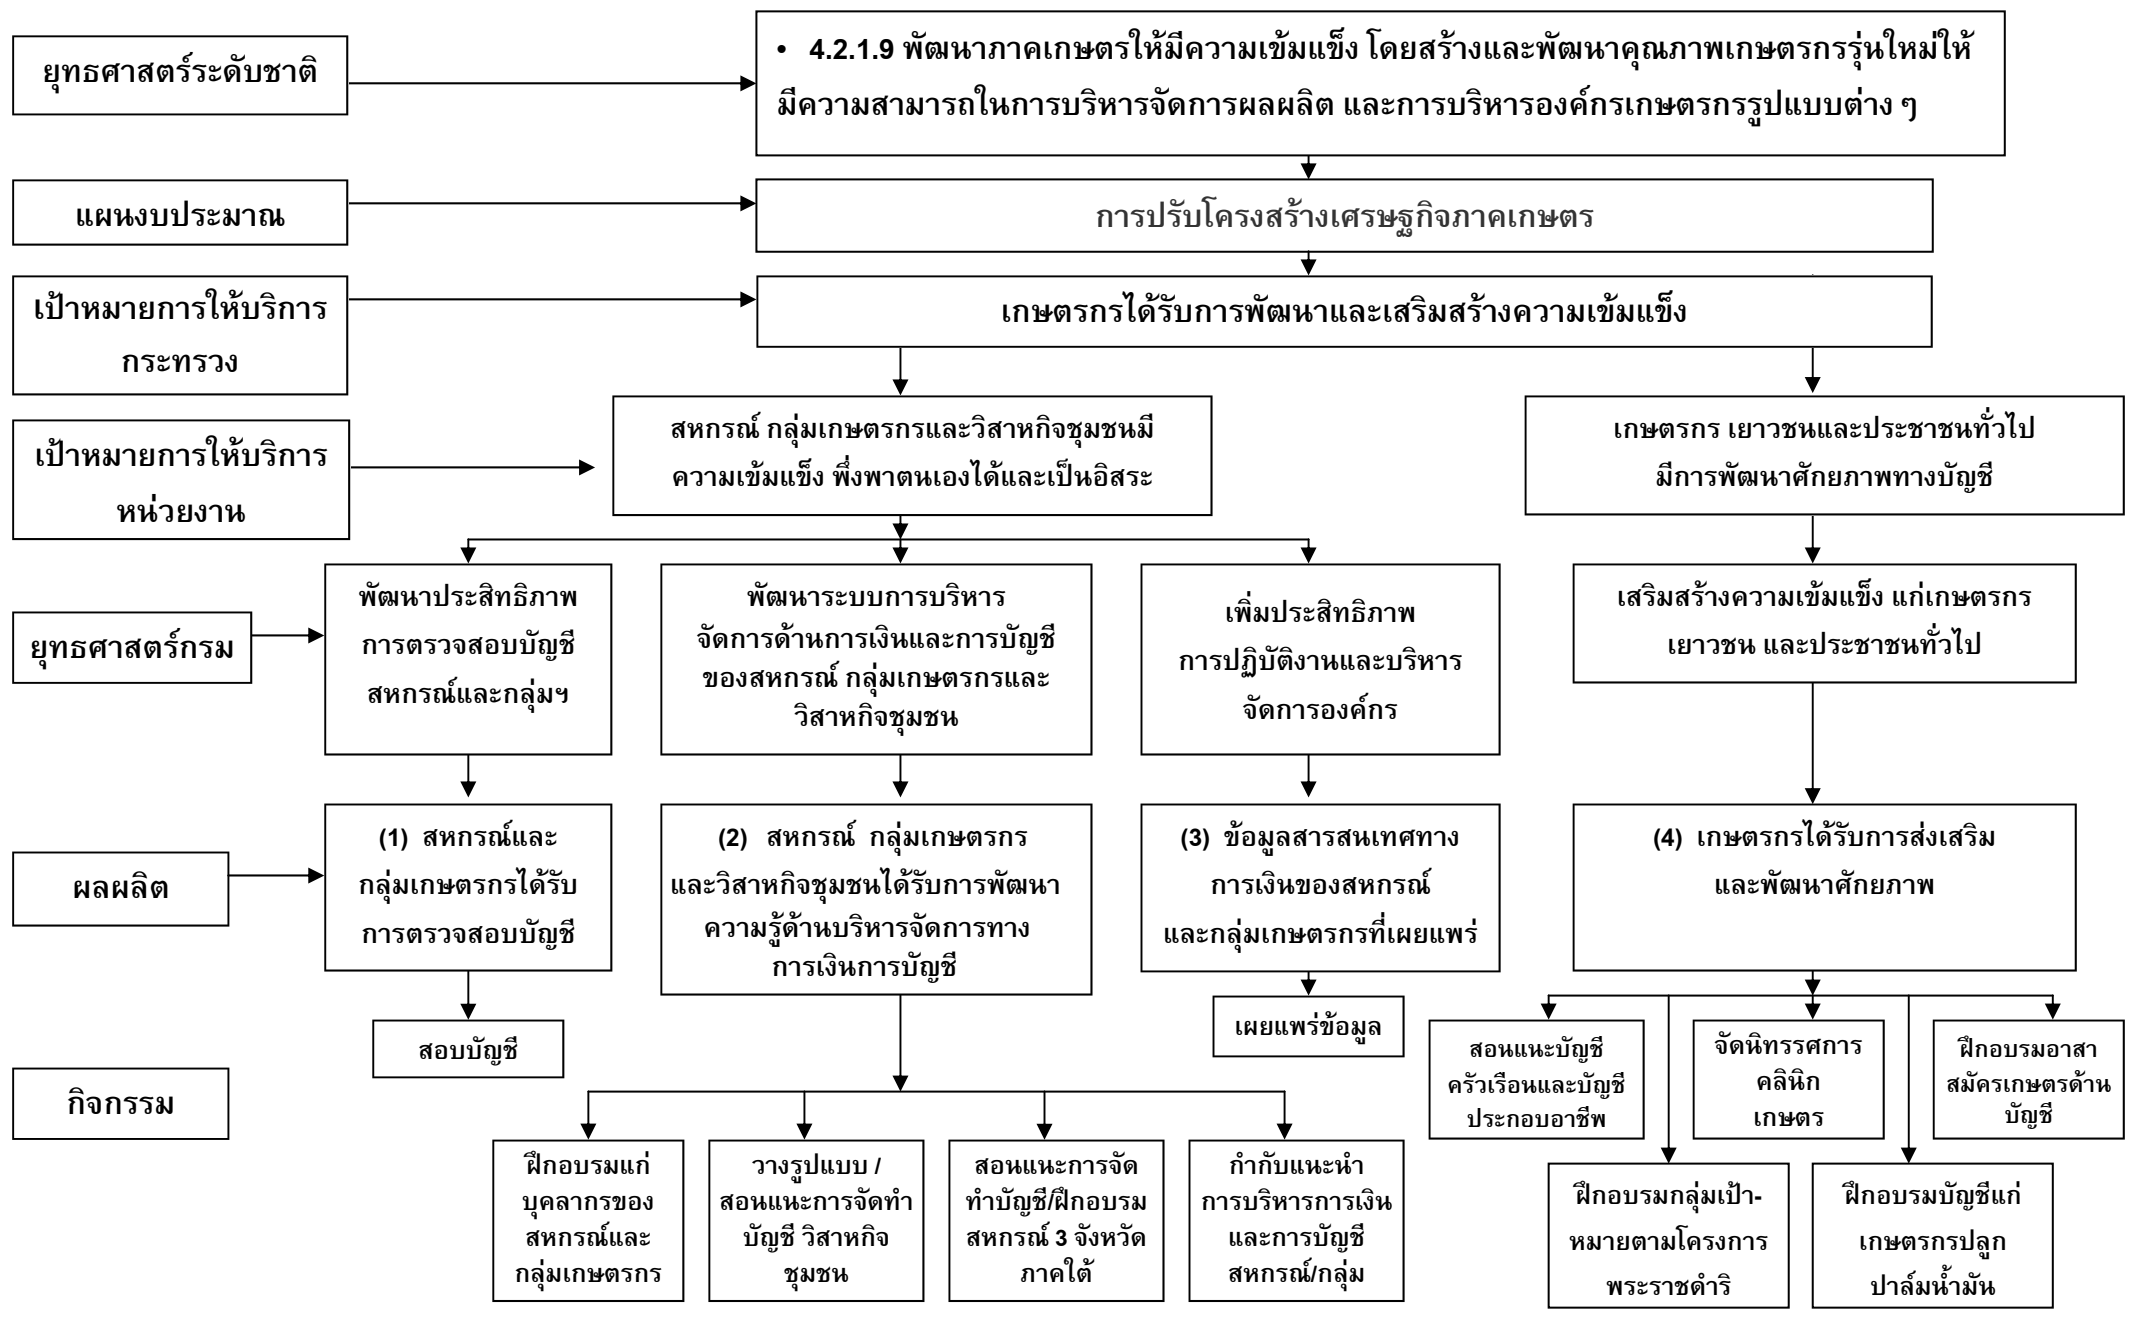 ยุทธศาสตร์ระดับชาติ
• 4.2.1.9 พัฒนาภาคเกษตรให้มีความเข้มแข็ง โดยสร้างและพัฒนาคุณภาพเกษตรกรรุ่นใหม่ให้
มีความสามารถในการบริหารจัดการผลผลิต และการบริหารองค์กรเกษตรกรรูปแบบต่าง ๆ
แผนงบประมาณ
การปรับโครงสร้างเศรษฐกิจภาคเกษตร
เป้าหมายการให้บริการ
กระทรวง
เกษตรกรได้รับการพัฒนาและเสริมสร้างความเข้มแข็ง
เป้าหมายการให้บริการ
หน่วยงาน
สหกรณ์ กลุ่มเกษตรกรและวิสาหกิจชุมชนมี
ความเข้มแข็ง พึ่งพาตนเองได้และเป็นอิสระ
เกษตรกร เยาวชนและประชาชนทั่วไป
มีการพัฒนาศักยภาพทางบัญชี
ยุทธศาสตร์กรม
พัฒนาประสิทธิภาพ
การตรวจสอบบัญชี
สหกรณ์และกลุ่มฯ
พัฒนาระบบการบริหาร
จัดการด้านการเงินและการบัญชี
ของสหกรณ์ กลุ่มเกษตรกรและ
วิสาหกิจชุมชน
เพิ่มประสิทธิภาพ
การปฏิบัติงานและบริหาร
จัดการองค์กร
เสริมสร้างความเข้มแข็ง แก่เกษตรกร
เยาวชน และประชาชนทั่วไป
ผลผลิต
(1) สหกรณ์และ
กลุ่มเกษตรกรได้รับ
การตรวจสอบบัญชี
(2) สหกรณ์ กลุ่มเกษตรกร
และวิสาหกิจชุมชนได้รับการพัฒนา
ความรู้ด้านบริหารจัดการทาง
การเงินการบัญชี
(3) ข้อมูลสารสนเทศทาง
การเงินของสหกรณ์
และกลุ่มเกษตรกรที่เผยแพร่
(4) เกษตรกรได้รับการส่งเสริม
และพัฒนาศักยภาพ
กิจกรรม
สอบบัญชี
เผยแพร่ข้อมูล
สอนแนะบัญชี
ครัวเรือนและบัญชี
ประกอบอาชีพ
จัดนิทรรศการ
คลินิก
เกษตร
ฝึกอบรมอาสา
สมัครเกษตรด้าน
บัญชี
ฝึกอบรมแก่
บุคลากรของ
สหกรณ์และ
กลุ่มเกษตรกร
วางรูปแบบ /
สอนแนะการจัดทำ
บัญชี วิสาหกิจ
ชุมชน
สอนแนะการจัด
ทำบัญชี/ฝึกอบรม
สหกรณ์ 3 จังหวัด
ภาคใต้
กำกับแนะนำ
การบริหารการเงิน
และการบัญชี
สหกรณ์/กลุ่ม
ฝึกอบรมกลุ่มเป้า-
หมายตามโครงการ
พระราชดำริ
ฝึกอบรมบัญชีแก่
เกษตรกรปลูก
ปาล์มน้ำมัน